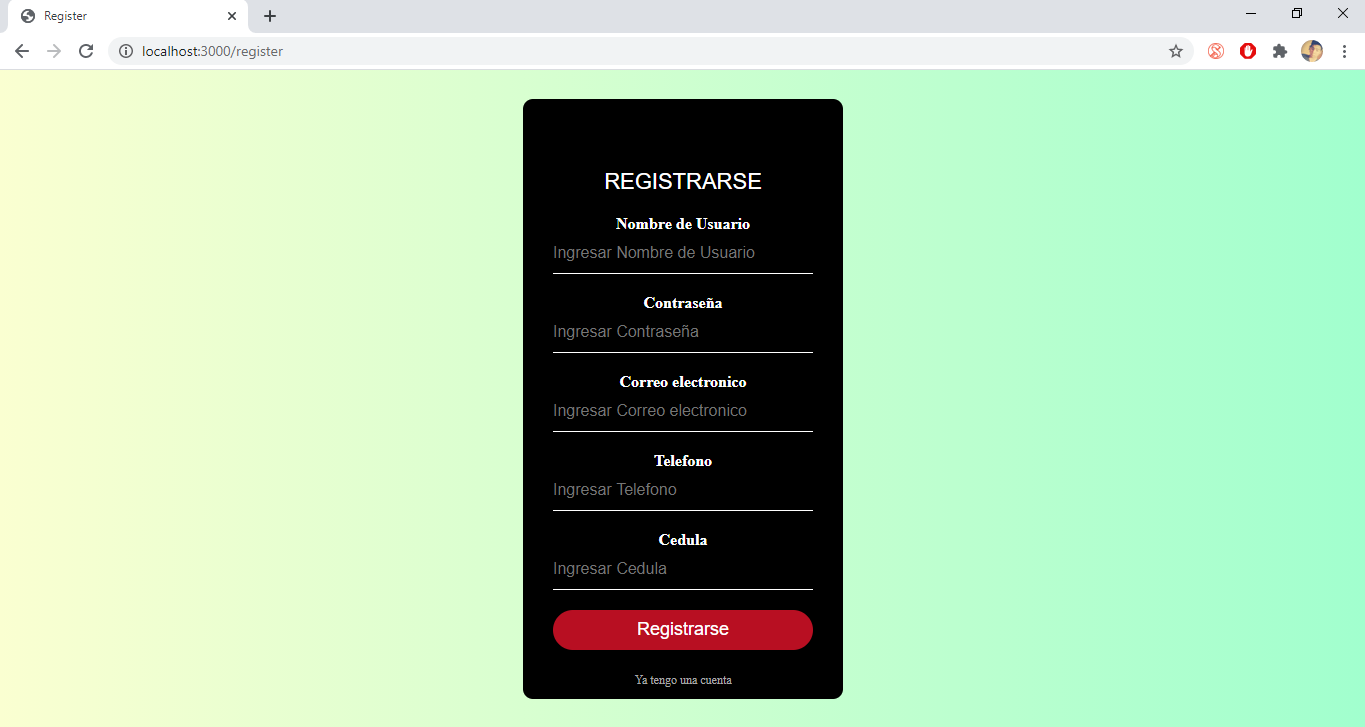 Register
localhost:3000/register
REGISTRARSE
Nombre de Usuario
Ingresar Nombre de Usuario
Contraseña
Ingresar Contraseña
Correo electronico
Ingresar Correo electronico
Telefono
Ingresar Telefono
Cedula
Ingresar Cedula
Registrarse
Ya tengo una cuenta